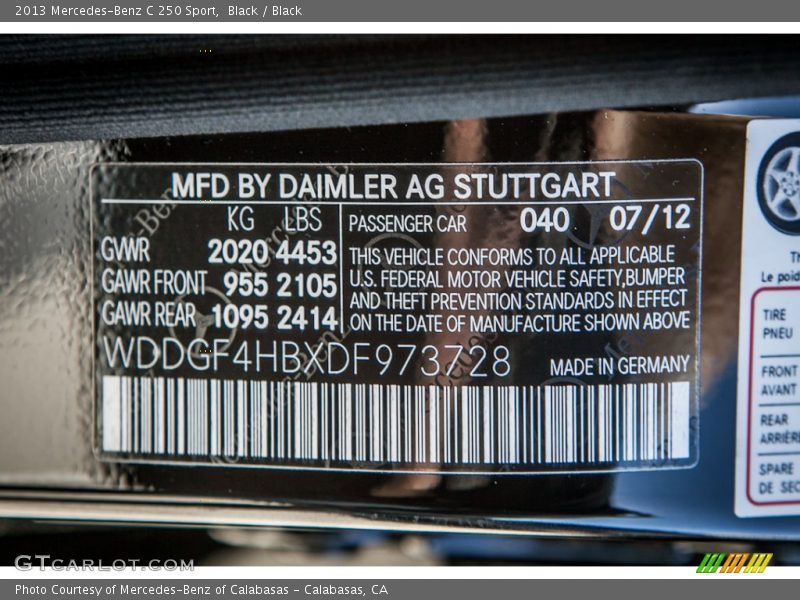 2013 Mercedes-Benz C 250 Sport, Black / Black
MFD BY DAIMLER AG STUTTGART
KG LBS
GVWR 2020 4453
GAWR FRONT 955 2105
GAWR REAR 1095 2414
PASSENGER CAR 040 07/12
THIS VEHICLE CONFORMS TO ALL APPLICABLE
U.S. FEDERAL MOTOR VEHICLE SAFETY,BUMPER
AND THEFT PREVENTION STANDARDS IN EFFECT
ON THE DATE OF MANUFACTURE SHOWN ABOVE
WDDGF4HBXDF973728
MADE IN GERMANY
Le poid
TIRE
PNEU
FRONT
AVANT
REAR
ARRIÈRE
SPARE
DE SEC
GTCARLOT.COM
Photo Courtesy of Mercedes-Benz of Calabasas - Calabasas, CA